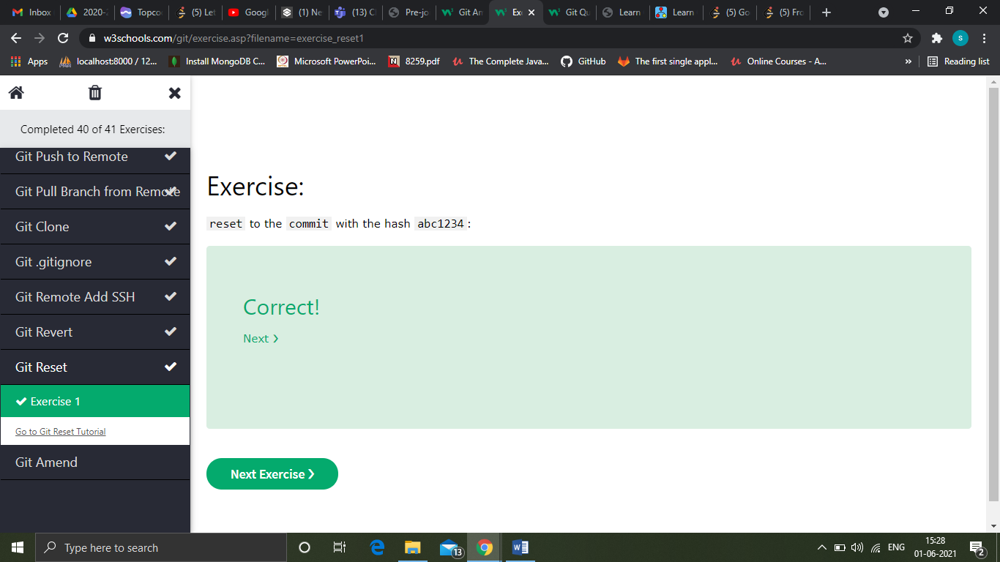 Inbox
2020-2
Topco
(5) Let
Googl
(1) Ne
(13) C
Pre-jo
Git An
Exe
Git Qu
Learn
Learn
(5) Go
(5) Fro
w3schools.com/git/exercise.asp?filename=exercise_reset1
s
Apps
localhost:8000 / 12...
Install MongoDB C...
Microsoft PowerPoi...
8259.pdf
The Complete Java...
GitHub
The first single appl...
Online Courses - A...
»
Reading list
Completed 40 of 41 Exercises:
Git Push to Remote
Git Pull Branch from Remote
Git Clone
Git .gitignore
Git Remote Add SSH
Git Revert
Git Reset
Exercise 1
Go to Git Reset Tutorial
Git Amend
Exercise:
reset to the commit with the hash abc1234:
Correct!
Next ❯
Next Exercise ❯
Type here to search
13
ENG
15:28
01-06-2021
2